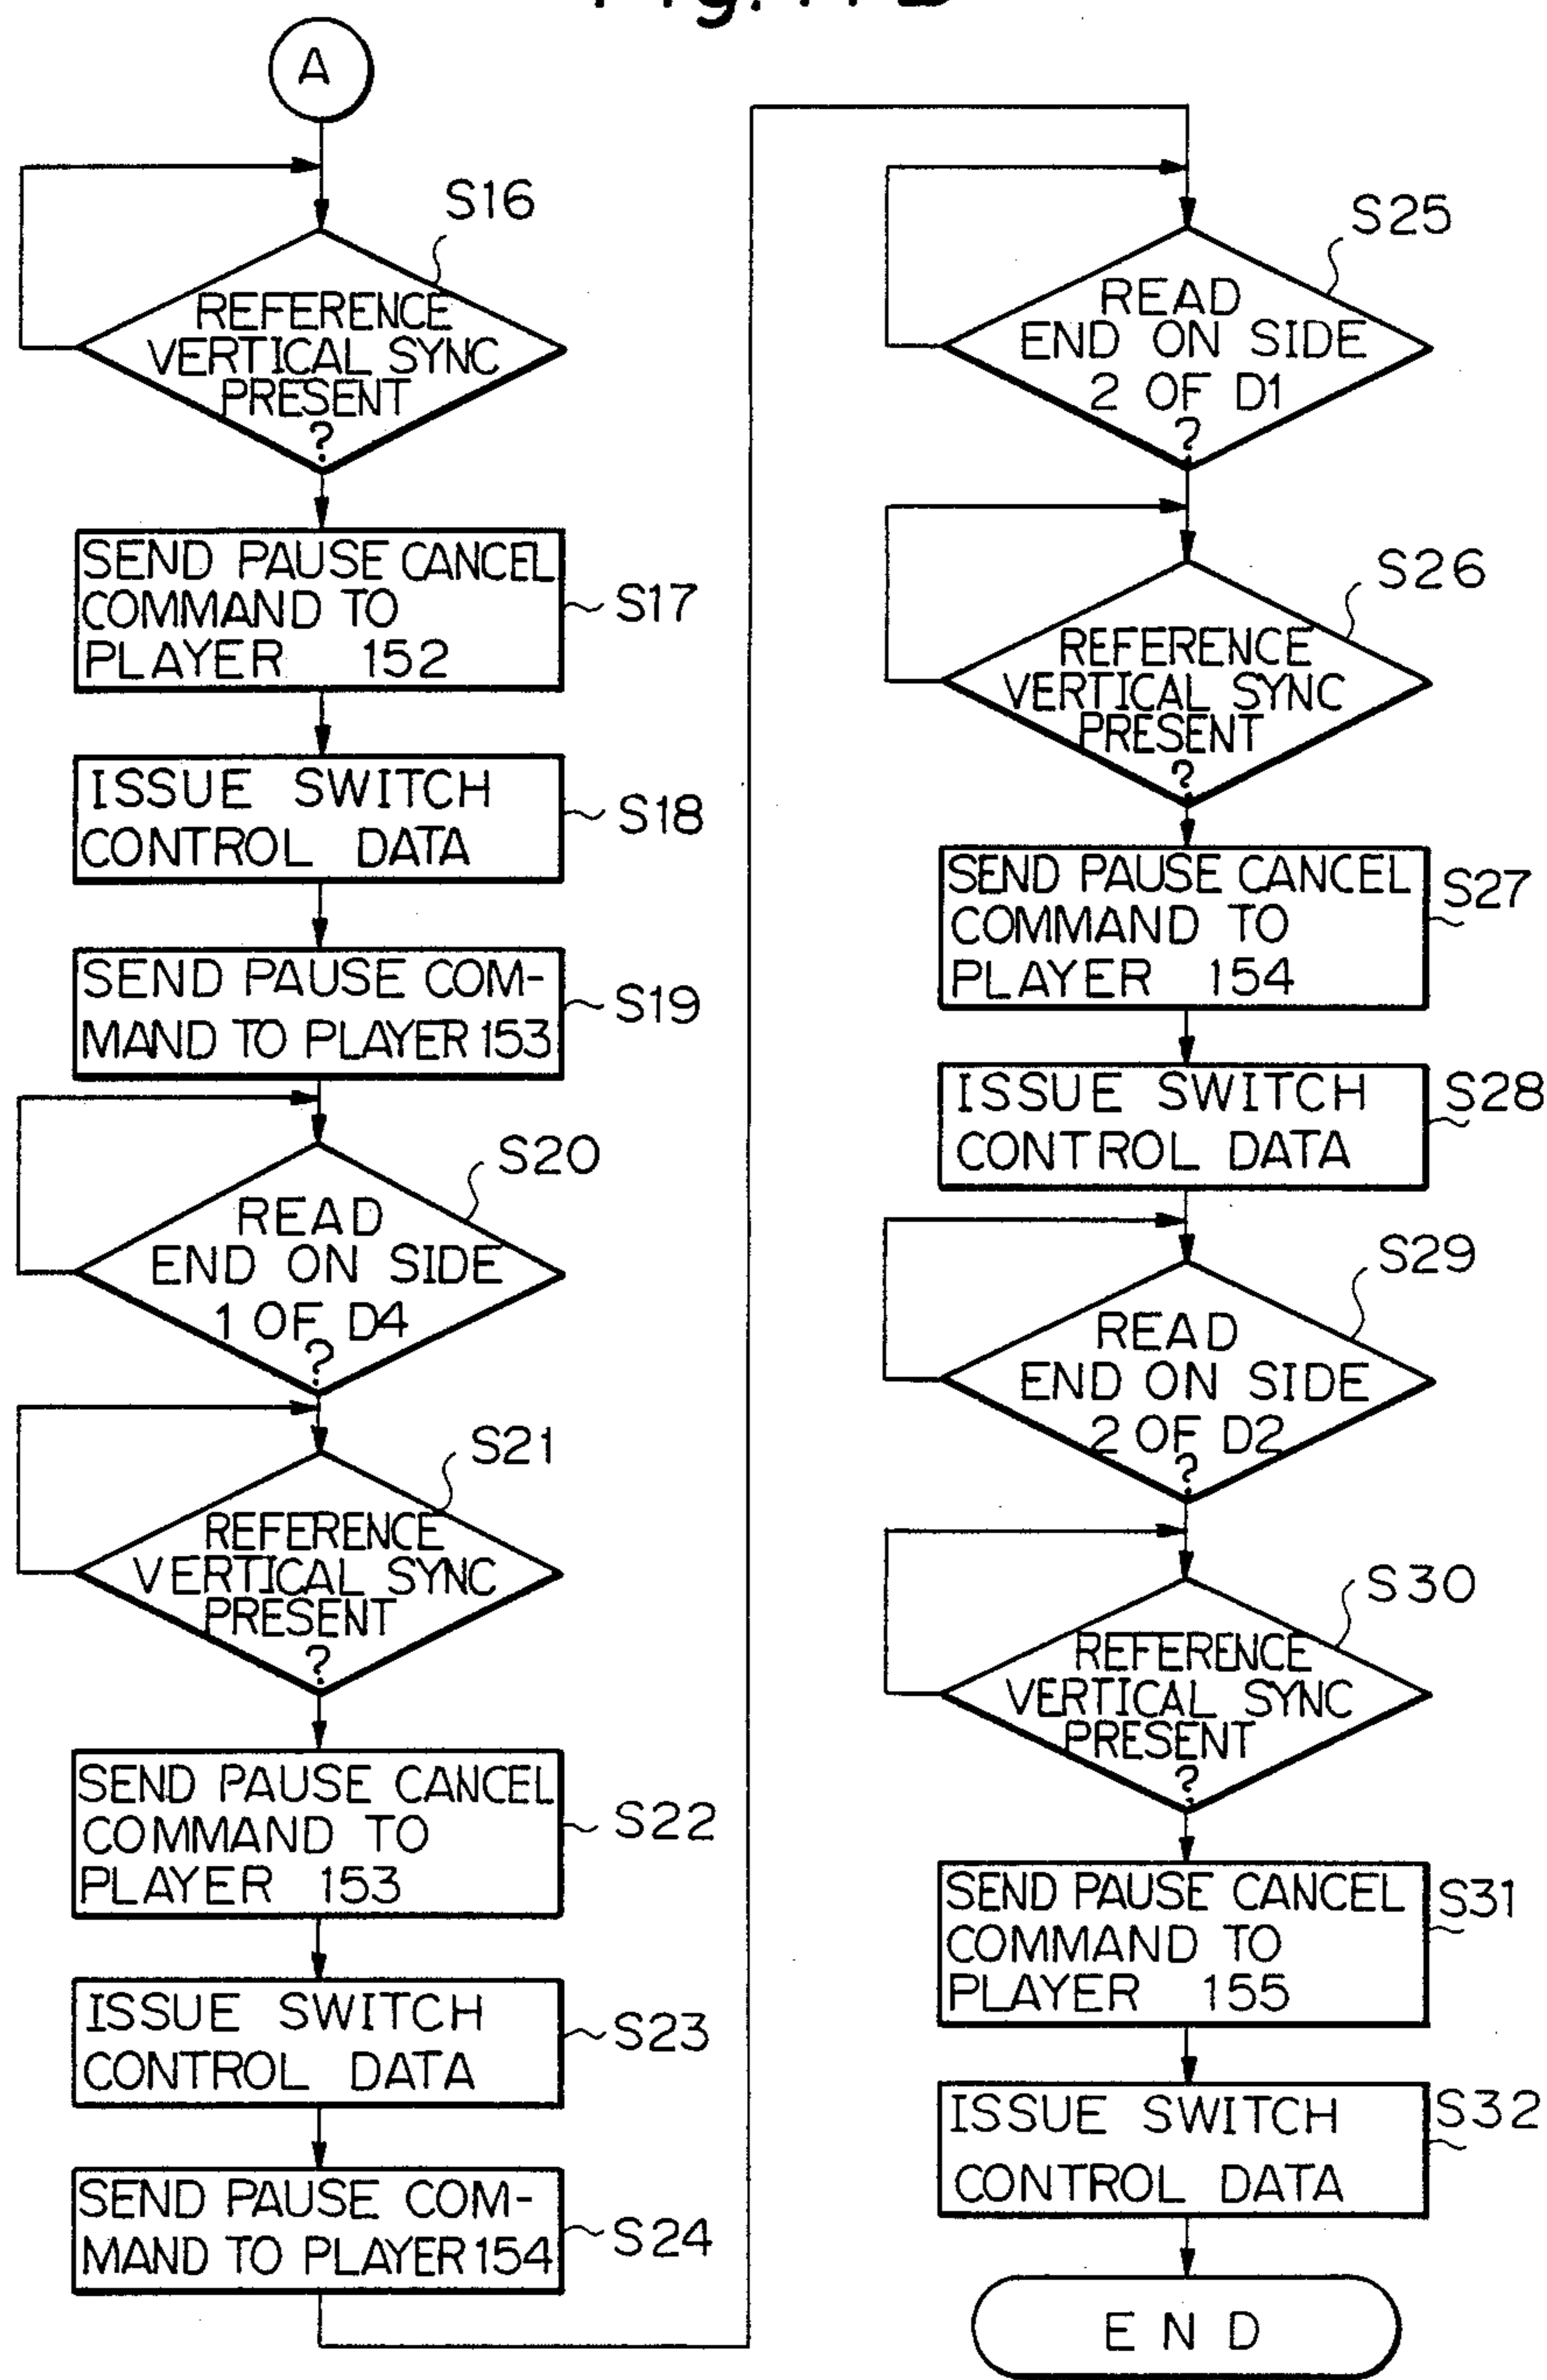 A
S16
REFERENCE
VERTICAL SYNC
PRESENT
?
SEND PAUSE CANCEL
COMMAND TO
PLAYER 152
S17
ISSUE SWITCH
CONTROL DATA
S18
SEND PAUSE COM-
MAND TO PLAYER 153
S19
S20
READ
END ON SIDE
1 OF D4
?
S21
REFERENCE
VERTICAL SYNC
PRESENT
?
SEND PAUSE CANCEL
COMMAND TO
PLAYER 153
S22
ISSUE SWITCH
CONTROL DATA
S23
SEND PAUSE COM-
MAND TO PLAYER 154
S24
S25
READ
END ON SIDE
2 OF D1
?
S26
REFERENCE
VERTICAL SYNC
PRESENT
?
SEND PAUSE CANCEL
COMMAND TO
PLAYER 154
S27
ISSUE SWITCH
CONTROL DATA
S28
S29
READ
END ON SIDE
2 OF D2
?
S30
REFERENCE
VERTICAL SYNC
PRESENT
?
SEND PAUSE CANCEL
COMMAND TO
PLAYER 155
S31
ISSUE SWITCH
CONTROL DATA
S32
END